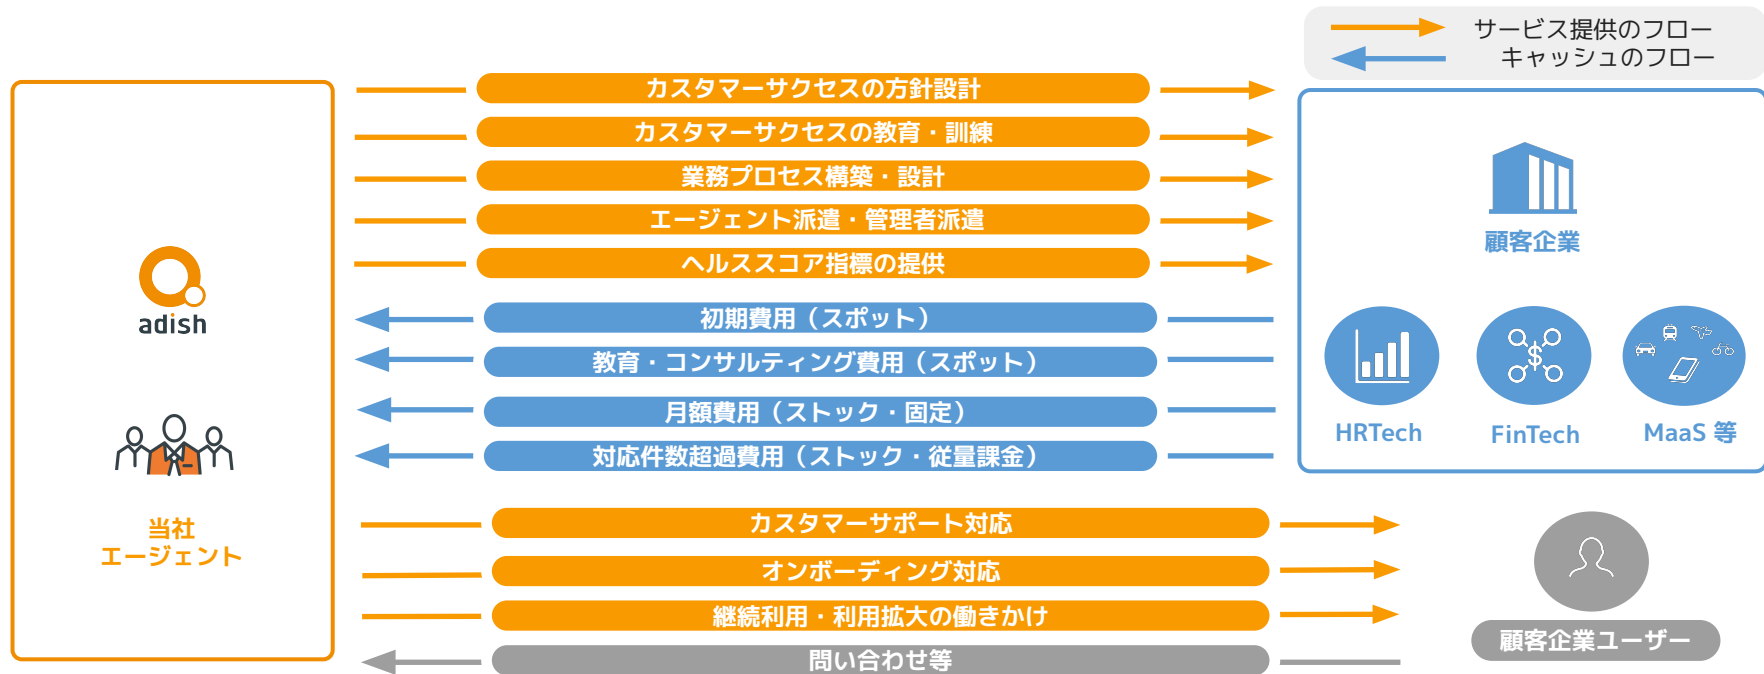 サービス提供のフロー
キャッシュのフロー
カスタマーサクセスの方針設計
カスタマーサクセスの教育・訓練
業務プロセス構築・設計
エージェント派遣・管理者派遣
ヘルススコア指標の提供
初期費用（スポット）
教育・コンサルティング費用（スポット）
月額費用（ストック・固定）
対応件数超過費用（ストック・従量課金）
カスタマーサポート対応
オンボーディング対応
継続利用・利用拡大の働きかけ
問い合わせ等
adish
当社
エージェント
顧客企業
$
HRTech
FinTech
MaaS 等
顧客企業ユーザー